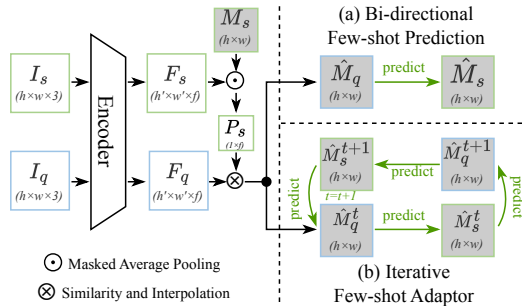 (a) Bi-directional
Few-shot Prediction
M_s
(h×w)
I_s
(h×w×3)
Encoder
F_s
(h'×w'×f)
P_s
(1×f)
I_q
(h×w×3)
F_q
(h'×w'×f)
M̂_q
(h×w)
predict
M̂_s
(h×w)
M̂_s^{t+1}
(h×w)
predict
M̂_q^{t+1}
(h×w)
predict
t=t+1
M̂_q^t
(h×w)
predict
M̂_s^t
(h×w)
predict
(b) Iterative
Few-shot Adaptor
Masked Average Pooling
Similarity and Interpolation